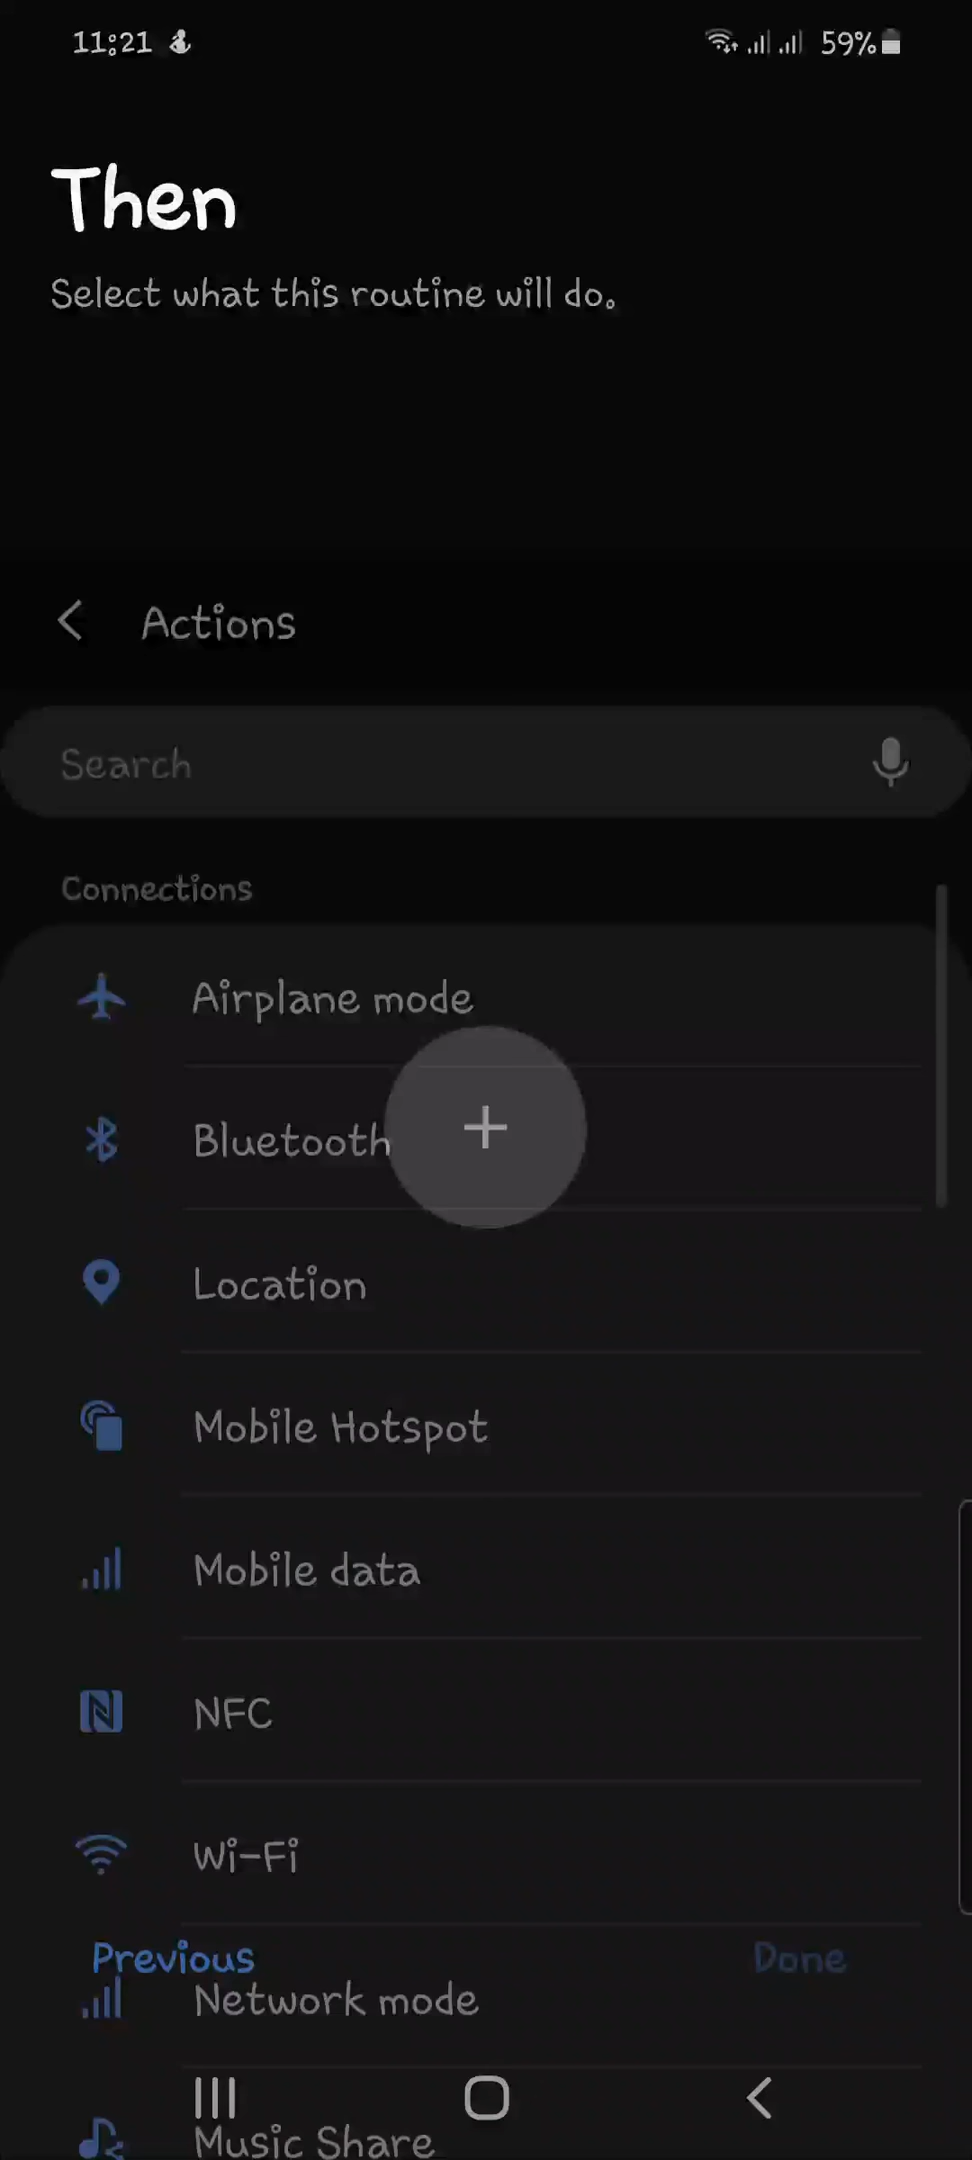 11:21
59%
Then
Select what this routine will do.
Actions
Search
Connections
Airplane mode
Bluetooth
Location
Mobile Hotspot
Mobile data
NFC
Wi-Fi
Previous
Done
Network mode
Music Share